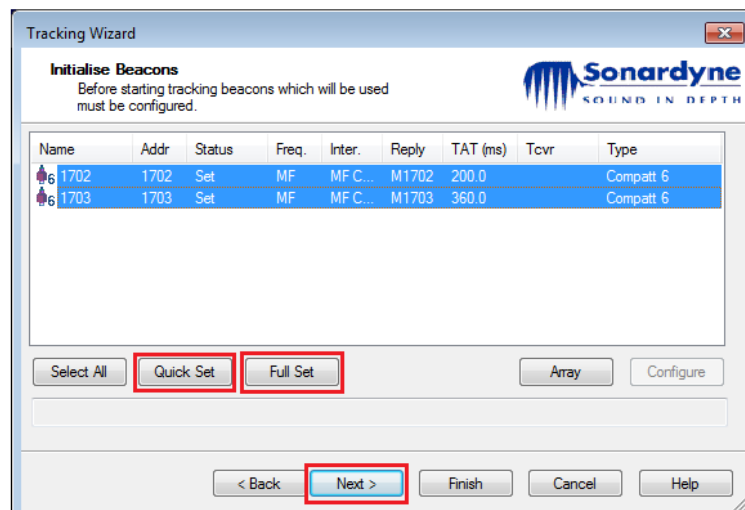 Tracking Wizard
Initialise Beacons
Before starting tracking beacons which will be used
must be configured.
Sonardyne
SOUND IN DEPTH
Name Addr Status Freq. Inter. Reply TAT (ms) Tcvr Type
6 1702 1702 Set MF MF C... M1702 200.0 Compatt 6
6 1703 1703 Set MF MF C... M1703 360.0 Compatt 6
Select All Quick Set Full Set Array Configure
< Back Next > Finish Cancel Help